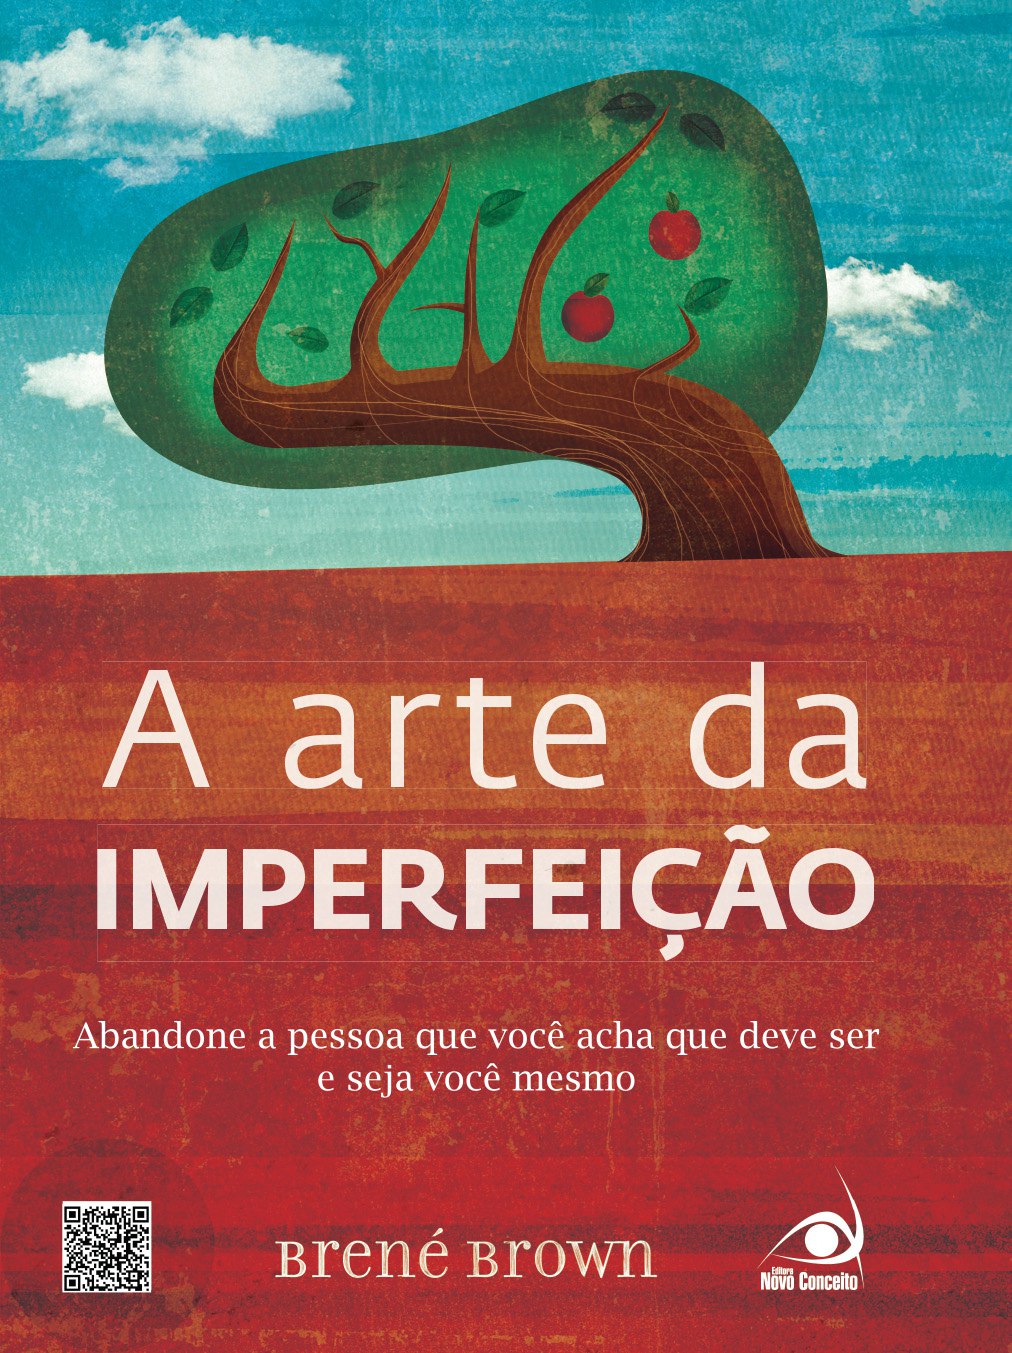 A arte da
IMPERFEIÇÃO
Abandone a pessoa que você acha que deve ser
e seja você mesmo
Brené Brown
Editora
Novo Conceito